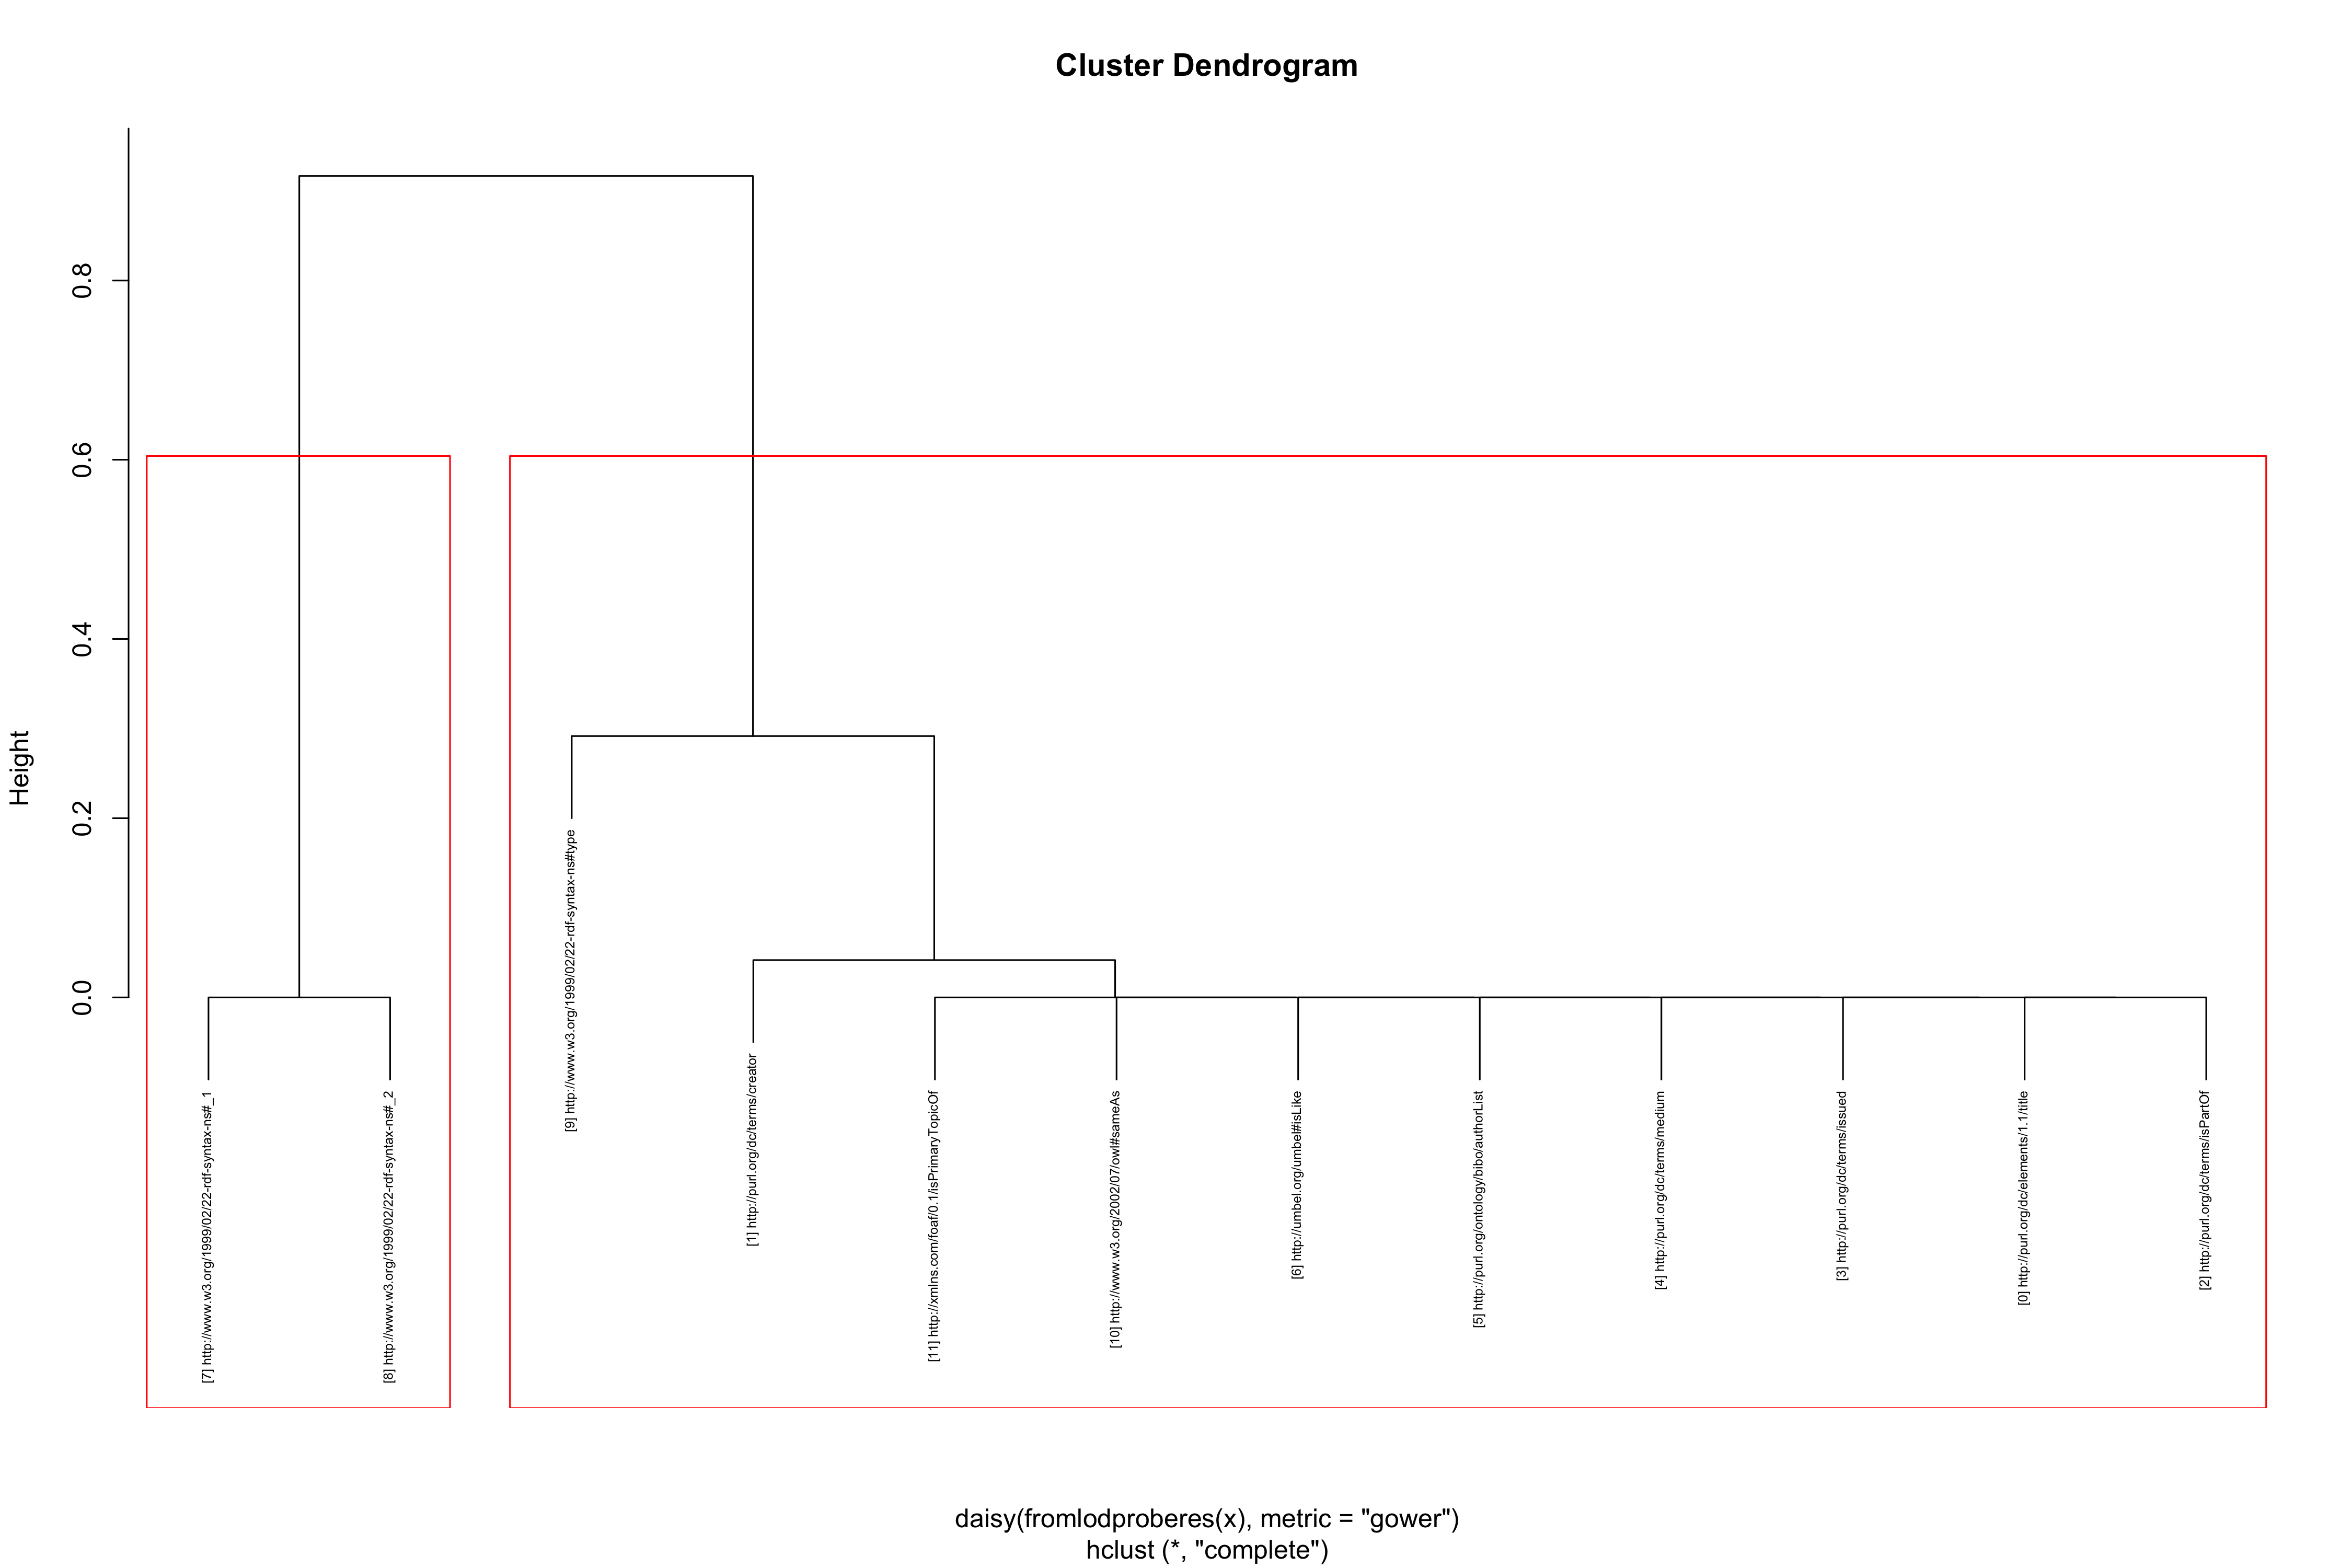 Cluster Dendrogram
Height
0.8
0.6
0.4
0.2
0.0
[7] http://www.w3.org/1999/02/22-rdf-syntax-ns#_1
[8] http://www.w3.org/1999/02/22-rdf-syntax-ns#_2
[9] http://www.w3.org/1999/02/22-rdf-syntax-ns#type
[1] http://purl.org/dc/terms/creator
[11] http://xmlns.com/foaf/0.1/isPrimaryTopicOf
[10] http://www.w3.org/2002/07/owl#sameAs
[6] http://umbel.org/umbel#isLike
[5] http://purl.org/ontology/bibo/authorList
[4] http://purl.org/dc/terms/medium
[3] http://purl.org/dc/terms/issued
[0] http://purl.org/dc/elements/1.1/title
[2] http://purl.org/dc/terms/isPartOf
daisy(fromlodproberes(x), metric = "gower")
hclust (*, "complete")